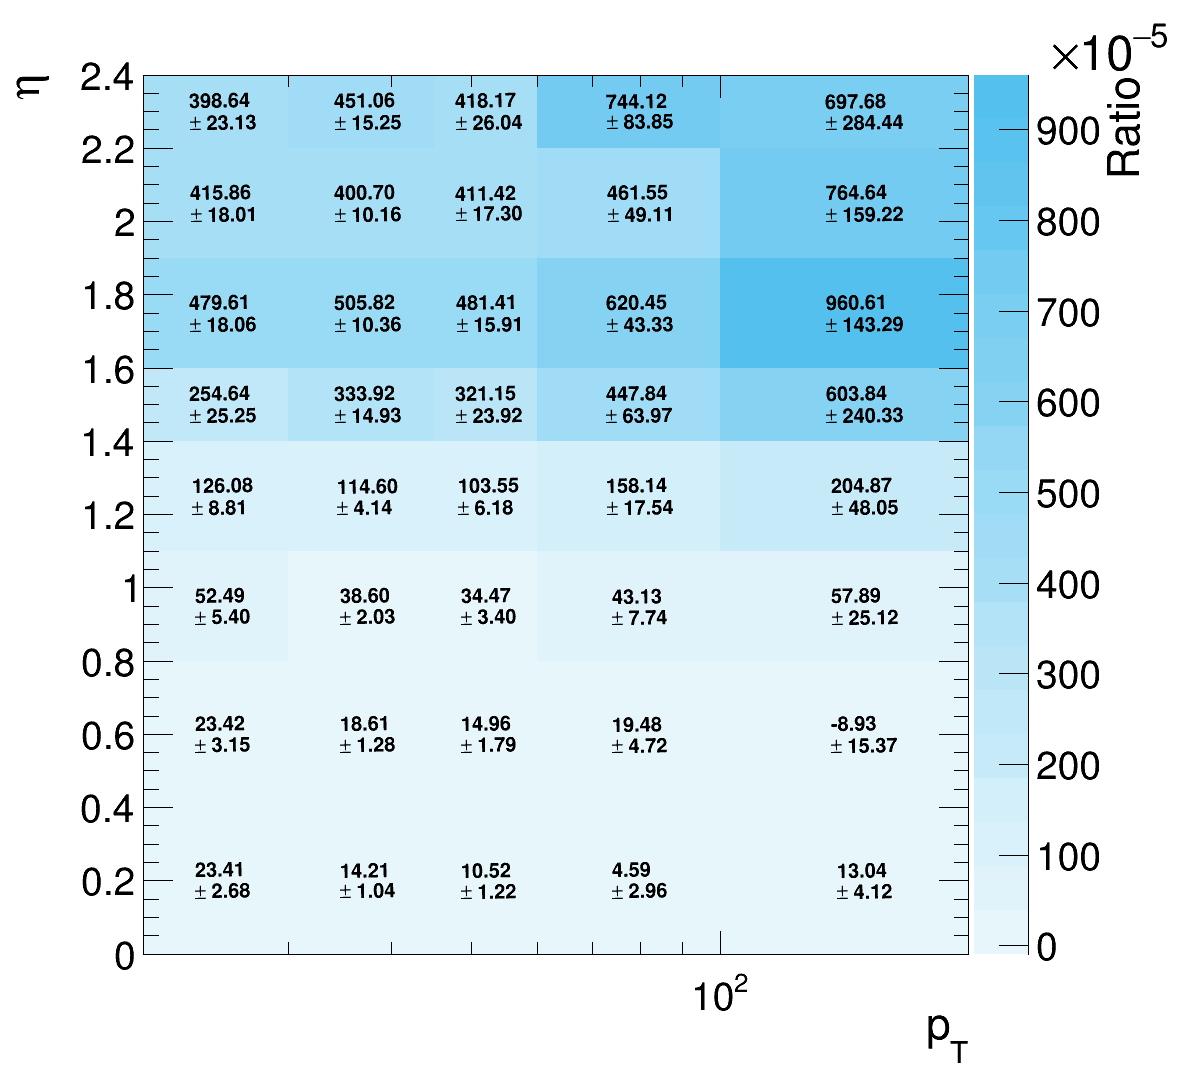 ×10⁻⁵
η
Ratio
2.4
398.64 451.06 418.17 744.12 697.68
± 23.13 ± 15.25 ± 26.04 ± 83.85 ± 284.44
900
2.2
415.86 400.70 411.42 461.55 764.64
± 18.01 ± 10.16 ± 17.30 ± 49.11 ± 159.22
2
800
700
1.8
479.61 505.82 481.41 620.45 960.61
± 18.06 ± 10.36 ± 15.91 ± 43.33 ± 143.29
1.6
254.64 333.92 321.15 447.84 603.84
± 25.25 ± 14.93 ± 23.92 ± 63.97 ± 240.33
600
1.4
126.08 114.60 103.55 158.14 204.87
± 8.81 ± 4.14 ± 6.18 ± 17.54 ± 48.05
500
1.2
400
1
52.49 38.60 34.47 43.13 57.89
± 5.40 ± 2.03 ± 3.40 ± 7.74 ± 25.12
0.8
300
23.42 18.61 14.96 19.48 -8.93
± 3.15 ± 1.28 ± 1.79 ± 4.72 ± 15.37
0.6
200
0.4
100
23.41 14.21 10.52 4.59 13.04
± 2.68 ± 1.04 ± 1.22 ± 2.96 ± 4.12
0.2
0
0
10²
p_T